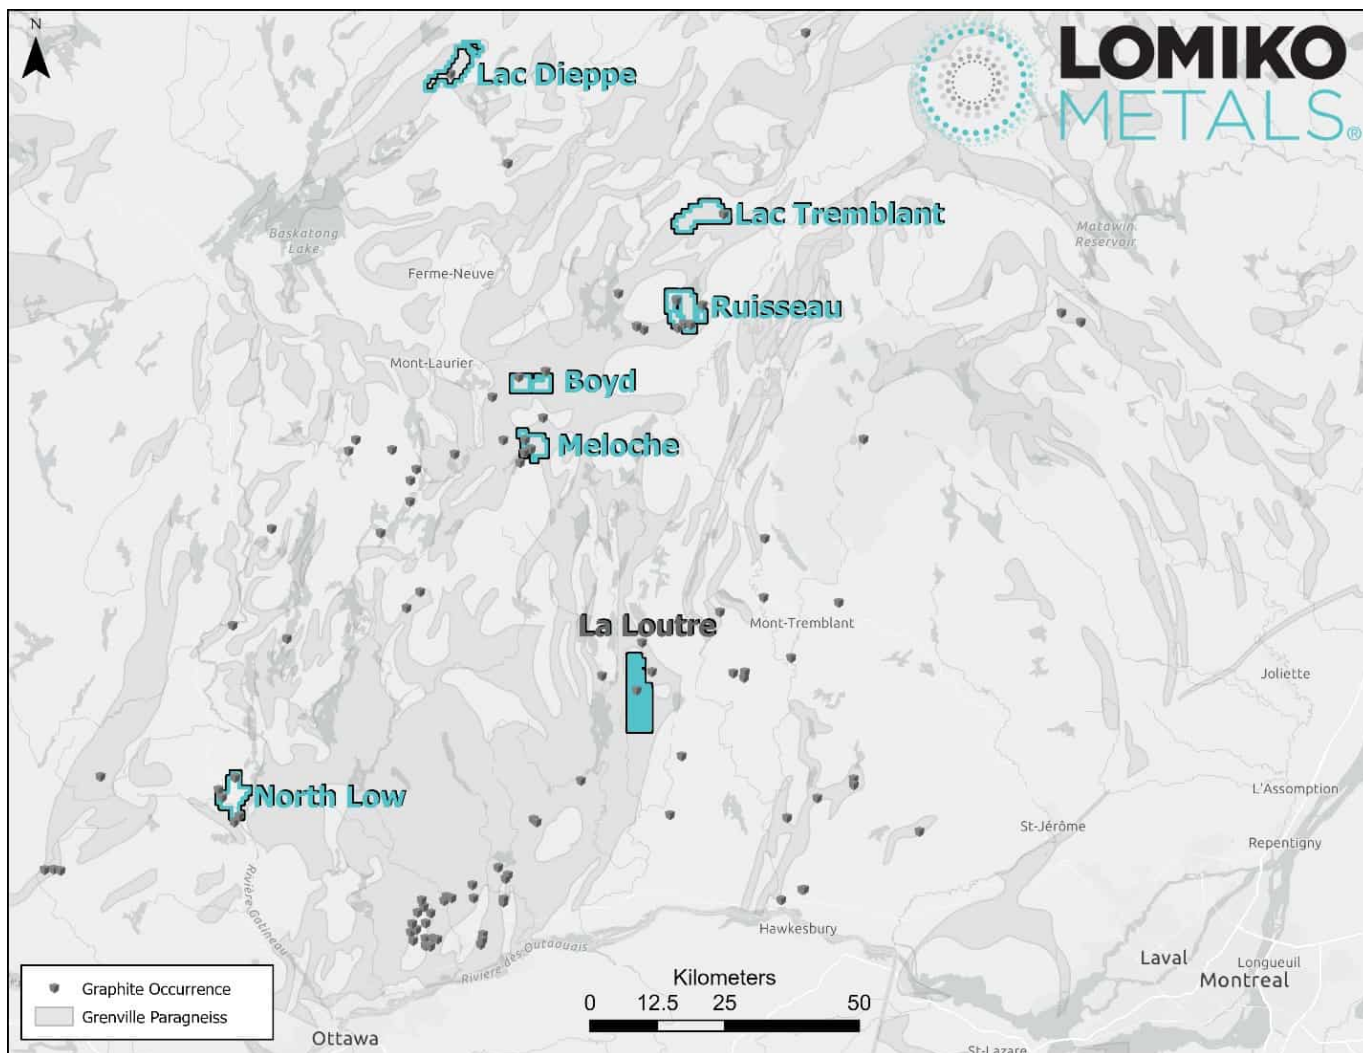 N
LOMIKO
METALS®
Lac Dieppe
Lac Tremblant
Baskatong
Lake
Matawin
Reservoir
Ferme-Neuve
Ruisseau
Mont-Laurier
Boyd
Meloche
La Loutre
Mont-Tremblant
Joliette
North Low
L'Assomption
St-Jérôme
Repentigny
Rivière Gatineau
Hawkesbury
Rivière des Outaouais
Laval
Longueuil
Montreal
Graphite Occurrence
Grenville Paragneiss
Kilometers
0 12.5 25 50
Ottawa
St-Lazare